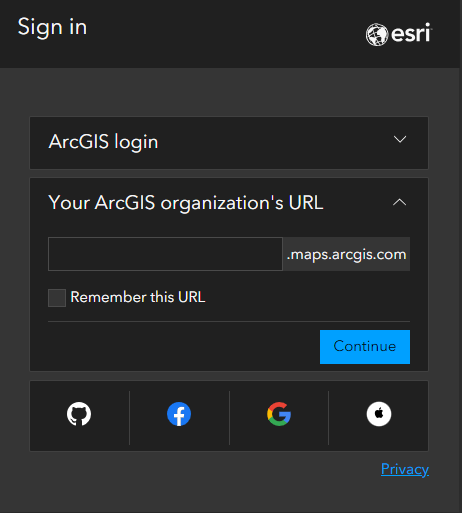 Sign in
esri
ArcGIS login
Your ArcGIS organization's URL
.maps.arcgis.com
Remember this URL
Continue
Privacy